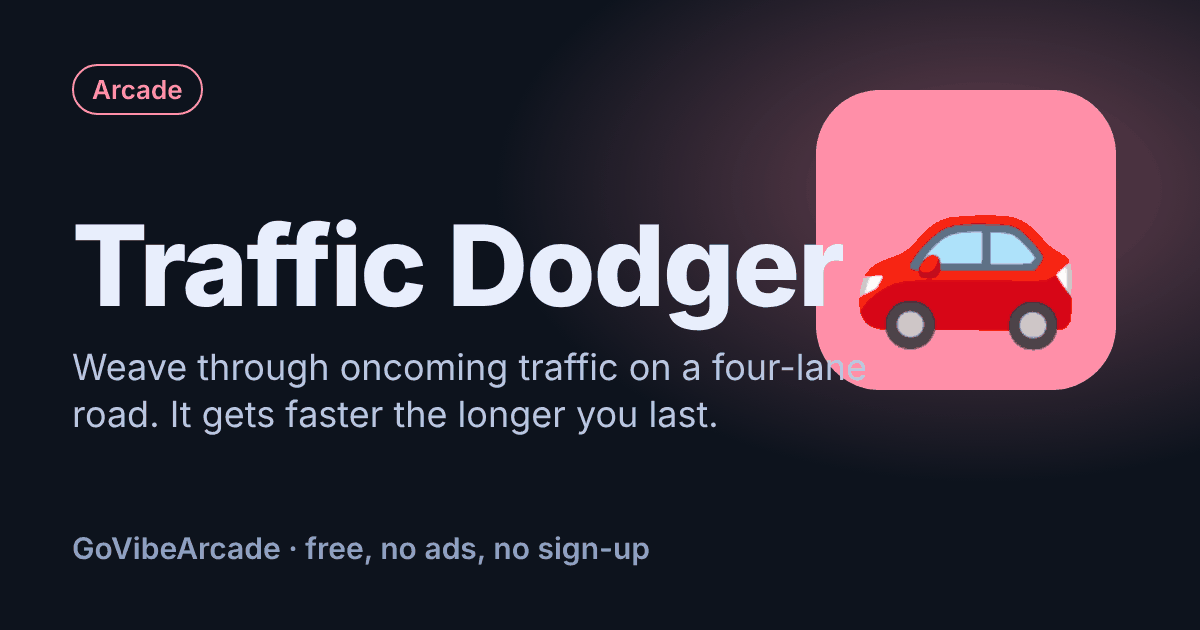 Arcade
Traffic Dodger
Weave through oncoming traffic on a four-lane
road. It gets faster the longer you last.
GoVibeArcade · free, no ads, no sign-up